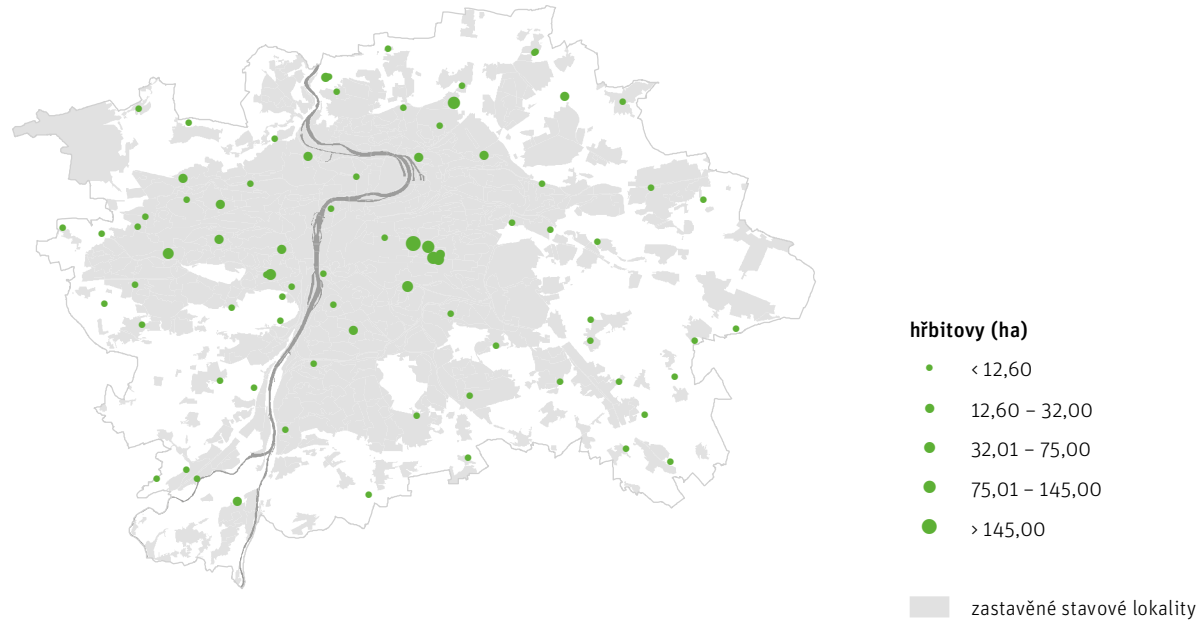 hřbitovy (ha)
< 12,60
12,60 – 32,00
32,01 – 75,00
75,01 – 145,00
> 145,00
zastavěné stavové lokality